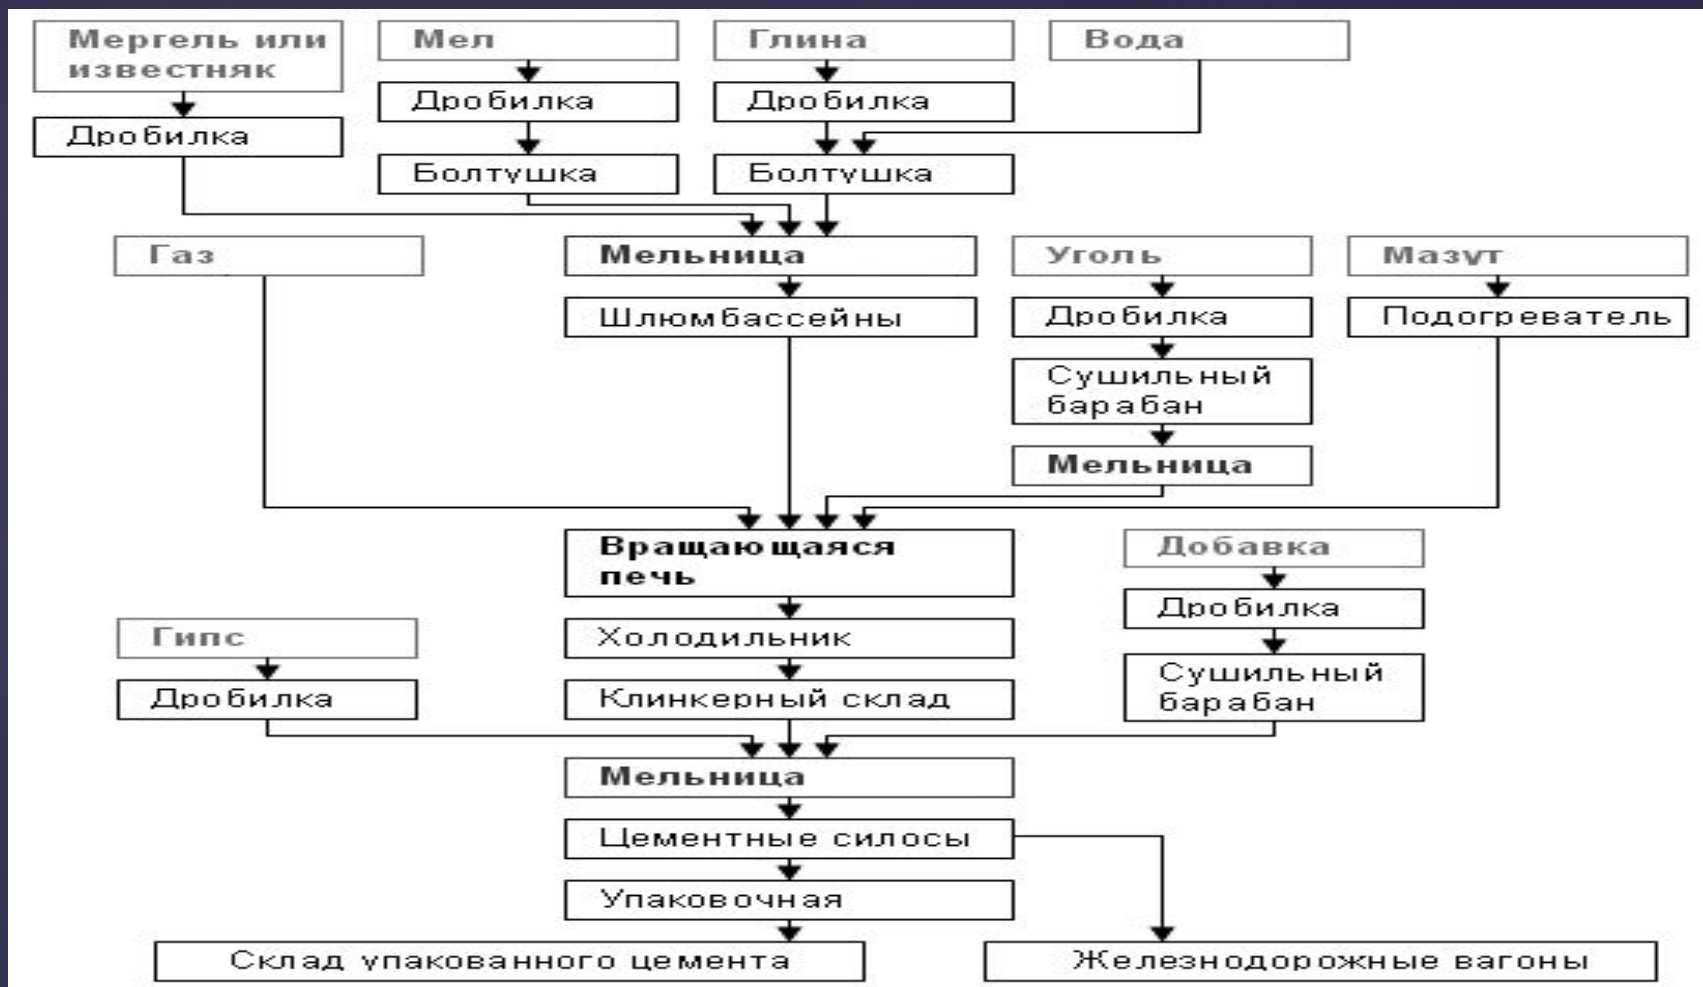 Мергель или
известняк
Мел
Глина
Вода
Дробилка
Дробилка
Дробилка
Болтушка
Болтушка
Газ
Мельница
Уголь
Мазут
Шлюмбассейны
Дробилка
Подогреватель
Сушильный
барабан
Мельница
Вращающаяся
печь
Добавка
Дробилка
Гипс
Холодильник
Сушильный
барабан
Дробилка
Клинкерный склад
Мельница
Цементные силосы
Упаковочная
Склад упакованного цемента
Железнодорожные вагоны